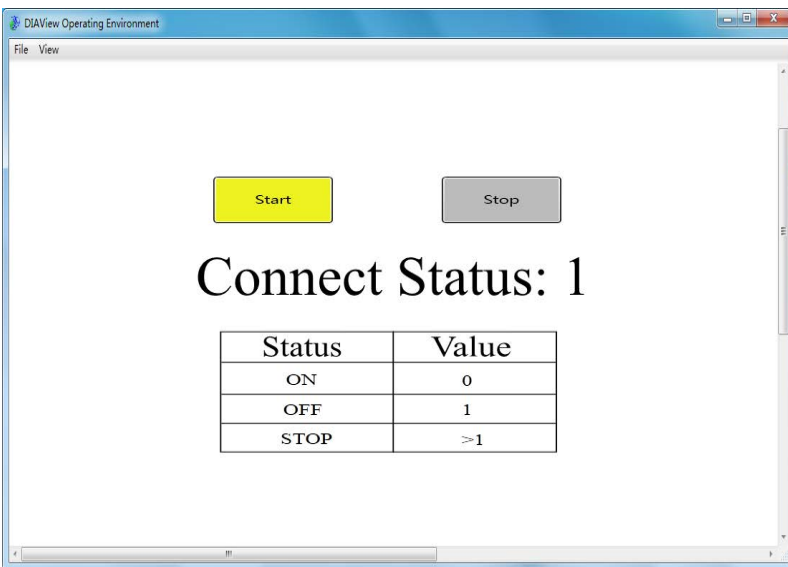 DIAView Operating Environment
File View
Start Stop
Connect Status: 1
Status Value
ON 0
OFF 1
STOP >1